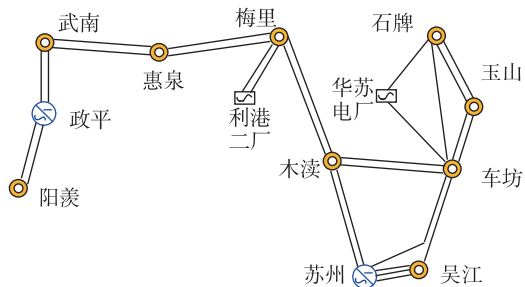 武南
梅里
石牌
惠泉
玉山
华苏
电厂
利港
二厂
政平
木渎
车坊
阳羡
苏州
吴江